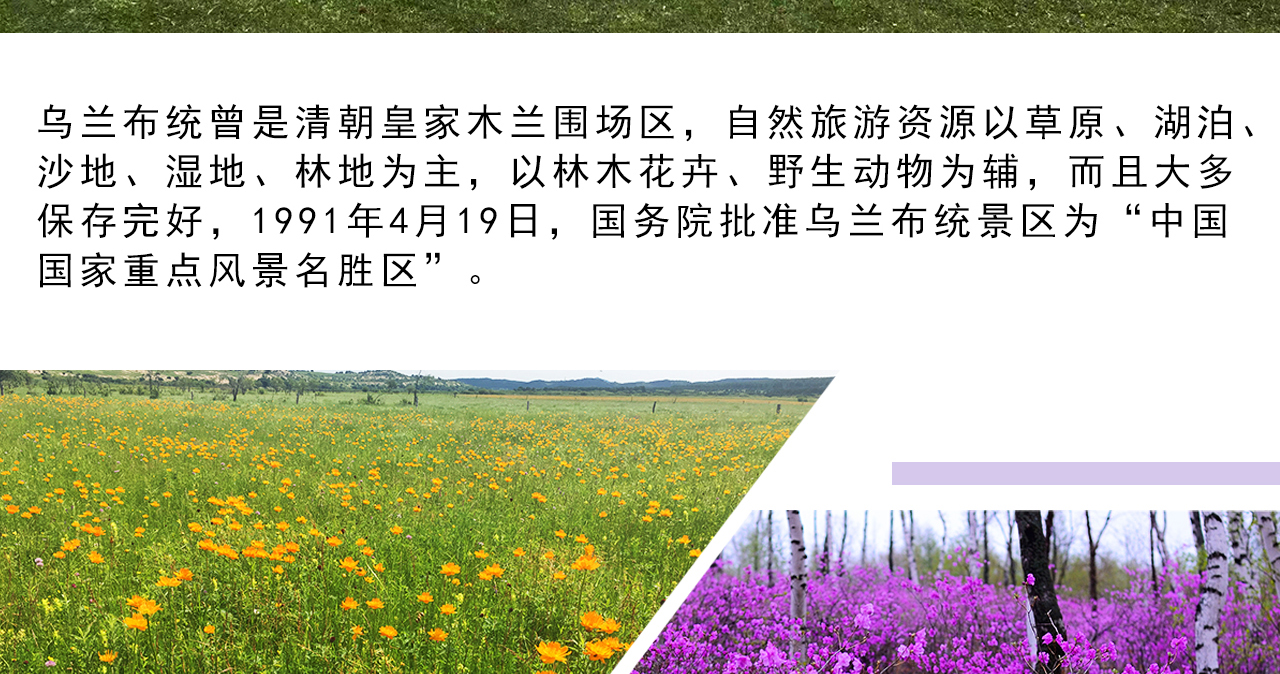 乌兰布统曾是清朝皇家木兰围场区，自然旅游资源以草原、湖泊、
沙地、湿地、林地为主，以林木花卉、野生动物为辅，而且大多
保存完好，1991年4月19日，国务院批准乌兰布统景区为“中国
国家重点风景名胜区”。